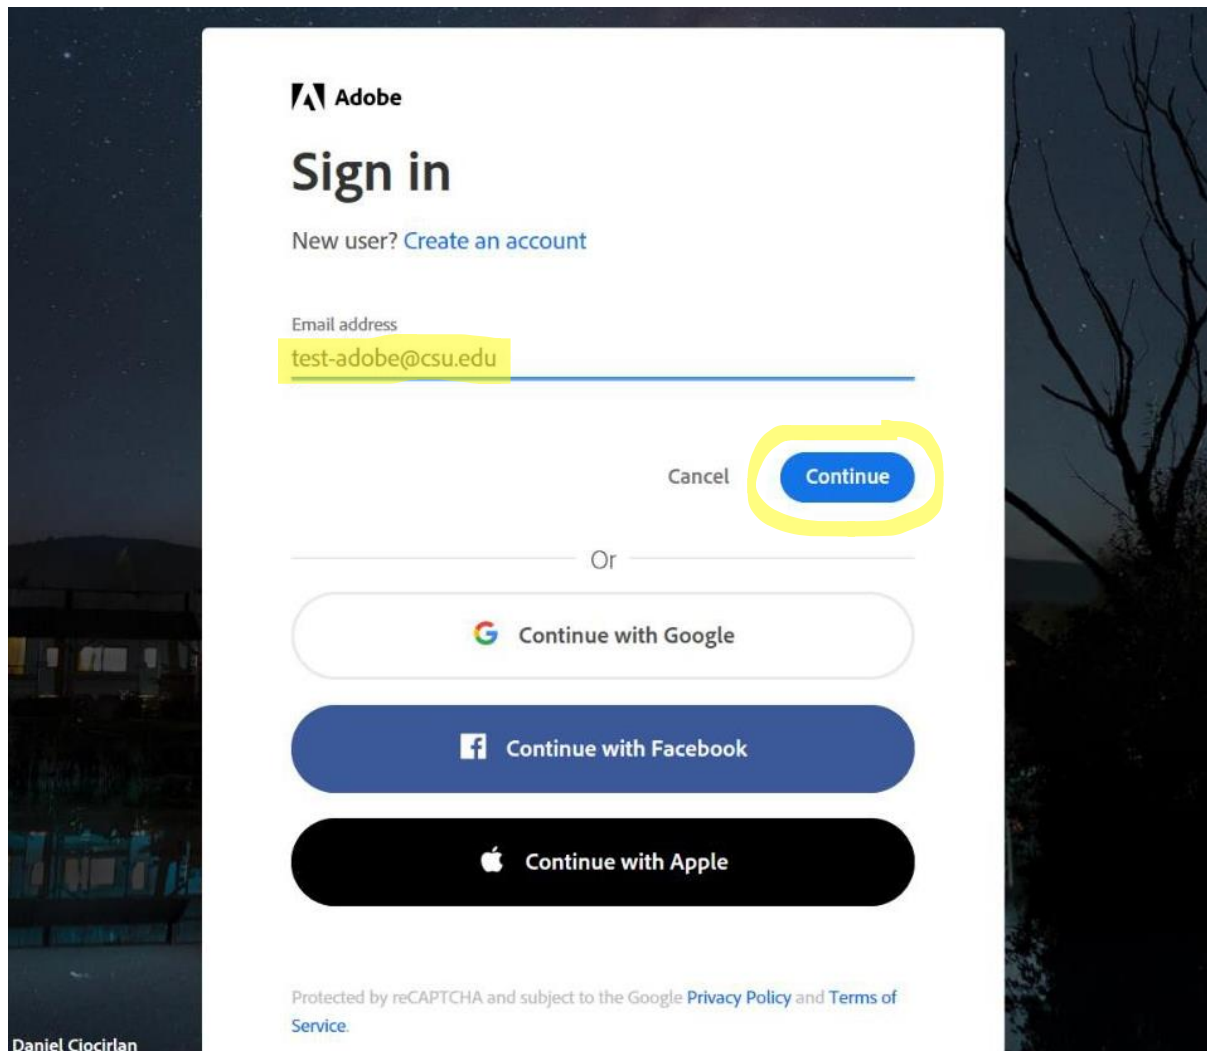 Adobe
Sign in
New user? Create an account
Email address
test-adobe@csu.edu
Cancel Continue
Or
Continue with Google
Continue with Facebook
Continue with Apple
Protected by reCAPTCHA and subject to the Google Privacy Policy and Terms of
Service.
Daniel Ciocirlan